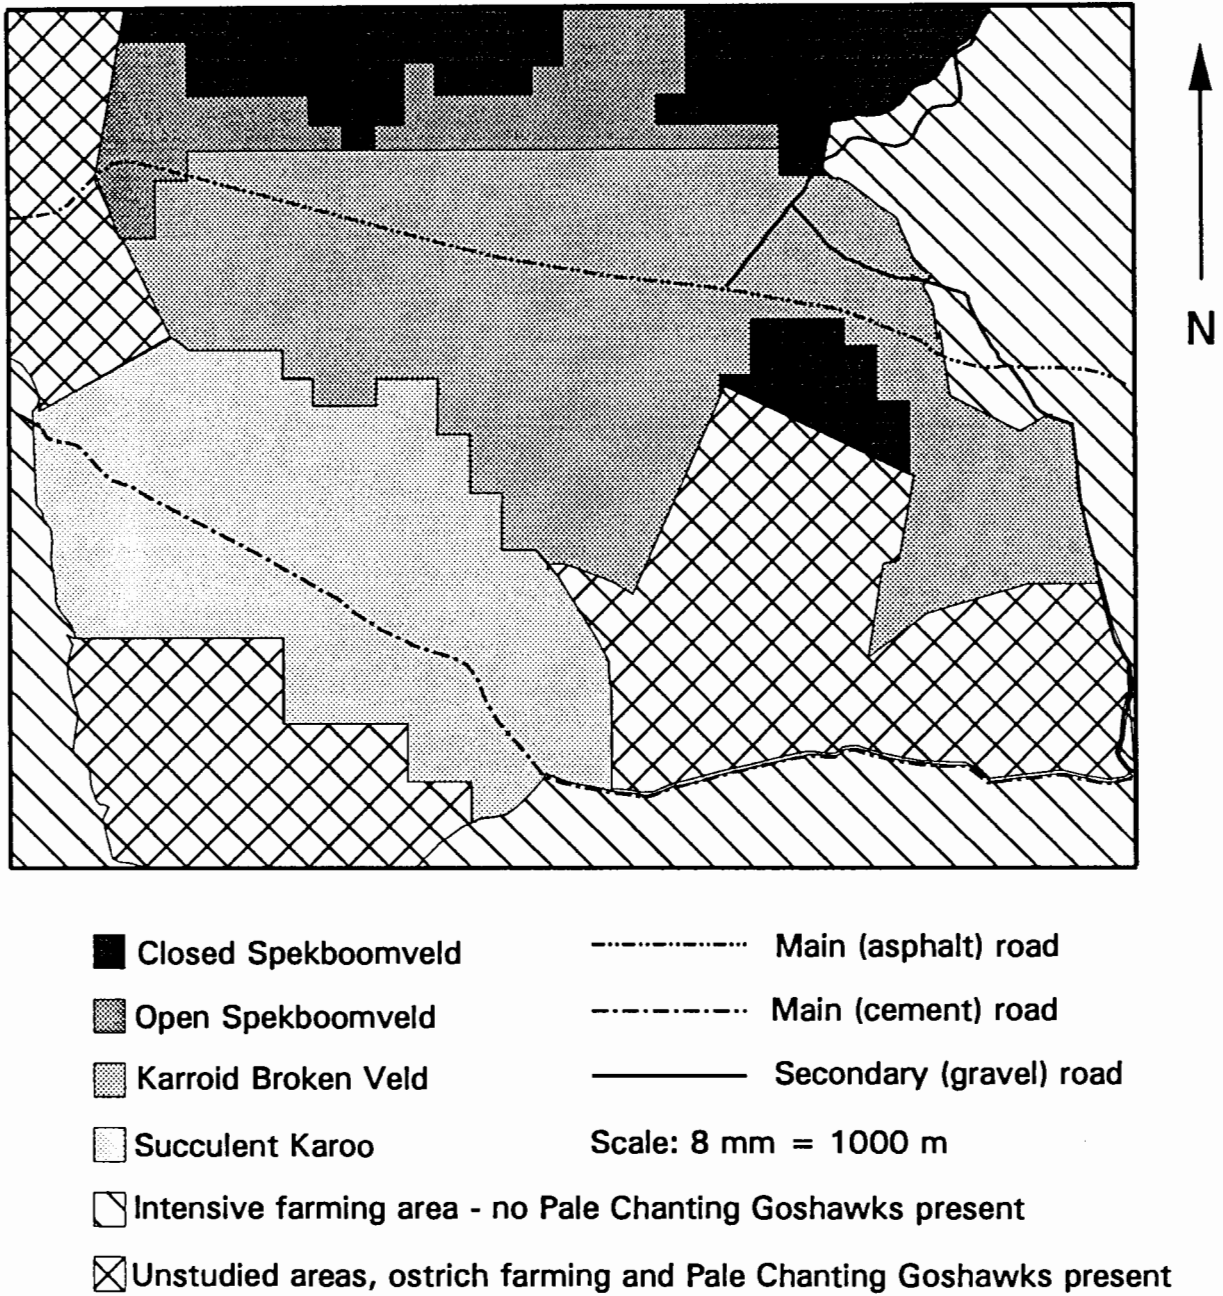 N
Closed Spekboomveld
Open Spekboomveld
Karroid Broken Veld
Succulent Karoo
Main (asphalt) road
Main (cement) road
Secondary (gravel) road
Scale: 8 mm = 1000 m
Intensive farming area - no Pale Chanting Goshawks present
Unstudied areas, ostrich farming and Pale Chanting Goshawks present